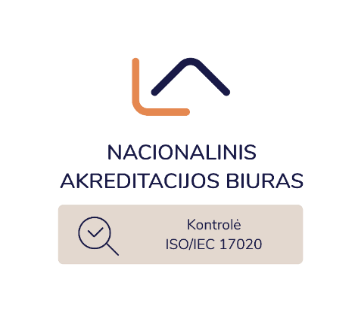 NACIONALINIS
AKREDITACIJOS BIURAS
Kontrolė
ISO/IEC 17020